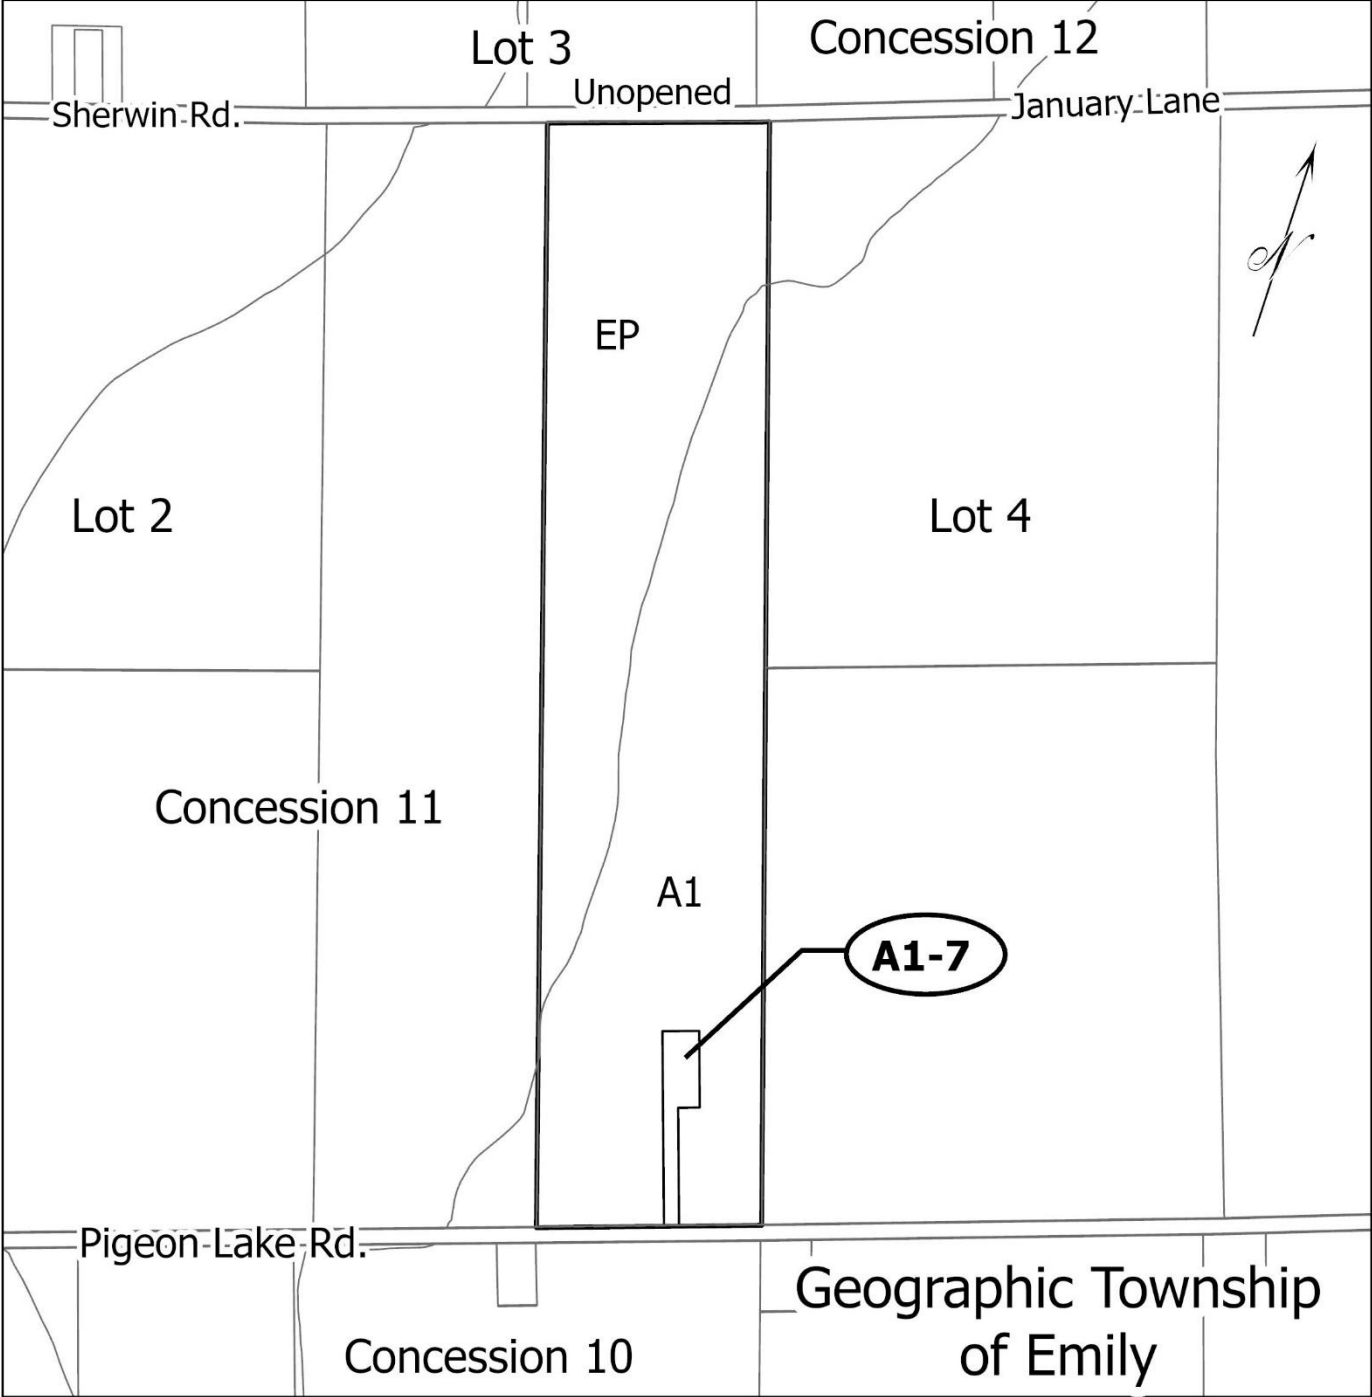 Lot 3
Concession 12
Unopened
Sherwin Rd.
January Lane
N
EP
Lot 2
Lot 4
Concession 11
A1
A1-7
Pigeon Lake Rd.
Geographic Township
of Emily
Concession 10